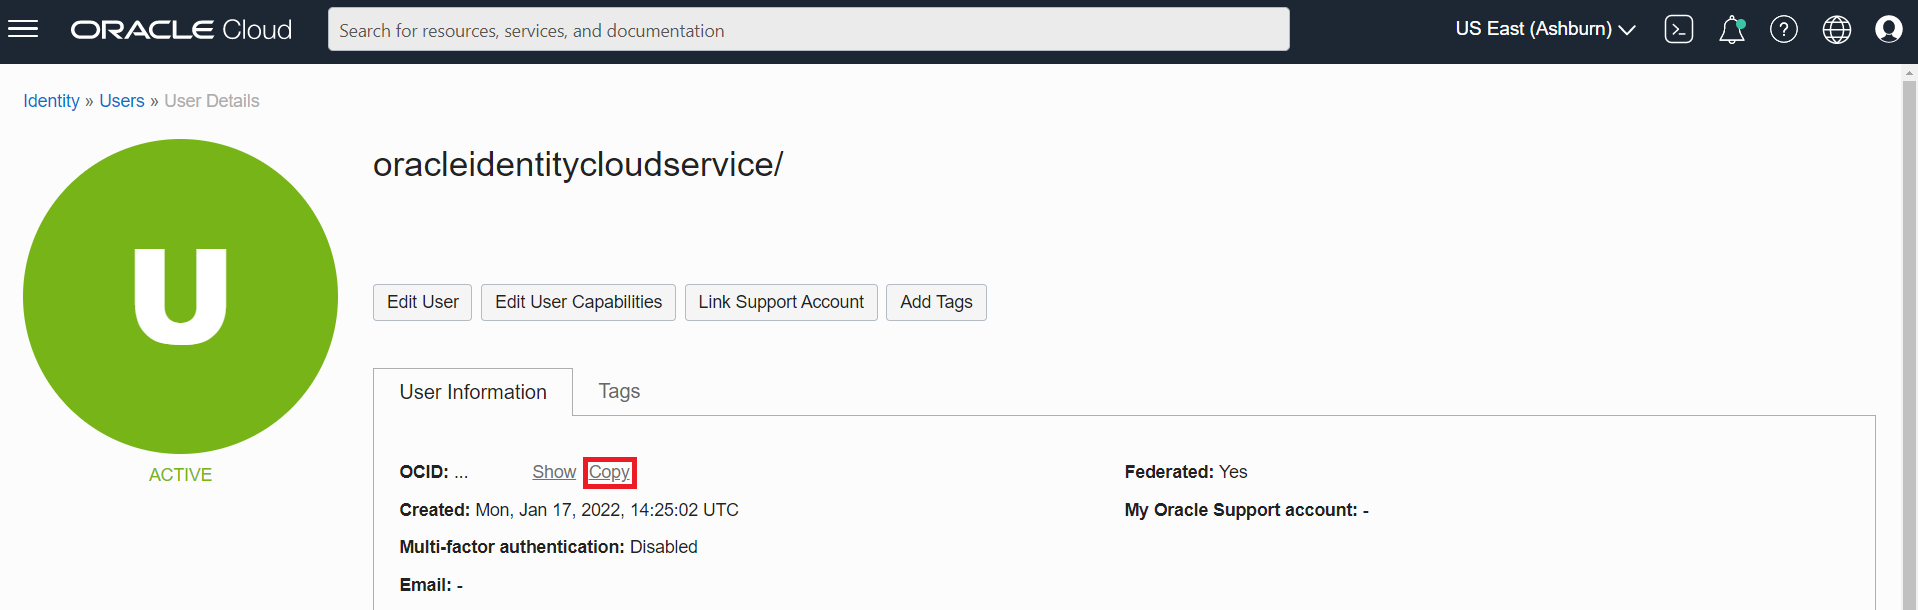 ORACLE Cloud
Search for resources, services, and documentation
US East (Ashburn)
Identity » Users » User Details
U
ACTIVE
oracleidentitycloudservice/
Edit User
Edit User Capabilities
Link Support Account
Add Tags
User Information
Tags
OCID: ... Show Copy
Created: Mon, Jan 17, 2022, 14:25:02 UTC
Multi-factor authentication: Disabled
Email: -
Federated: Yes
My Oracle Support account: -